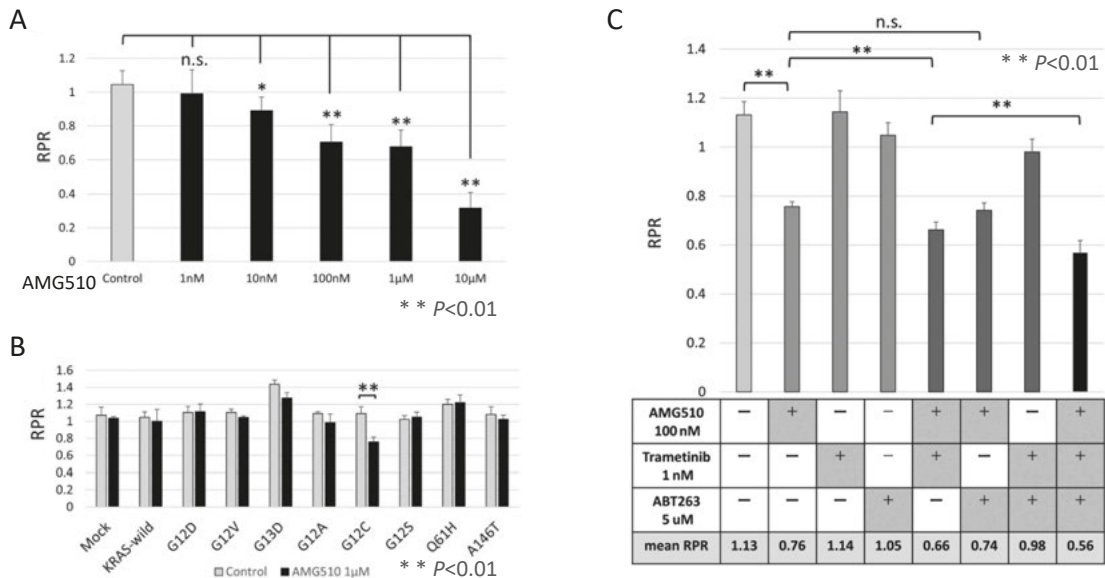 A
n.s.
*
**
**
**
1.2
1
0.8
0.6
0.4
0.2
0
RPR
AMG510
Control
1nM
10nM
100nM
1μM
10μM
* * P<0.01
B
1.6
1.4
1.2
1
0.8
0.6
0.4
0.2
0
RPR
**
Mock
KRAS-wild
G12D
G12V
G13D
G12A
G12C
G12S
Q61H
A146T
Control AMG510 1μM
* * P<0.01
C
n.s.
**
* * P<0.01
**
**
1.4
1.2
1
0.8
0.6
0.4
0.2
0
RPR
AMG510 − + − − + + − +
100 nM
Trametinib − − + − + − + +
1 nM
ABT263 − − − + − + + +
5 uM
mean RPR 1.13 0.76 1.14 1.05 0.66 0.74 0.98 0.56